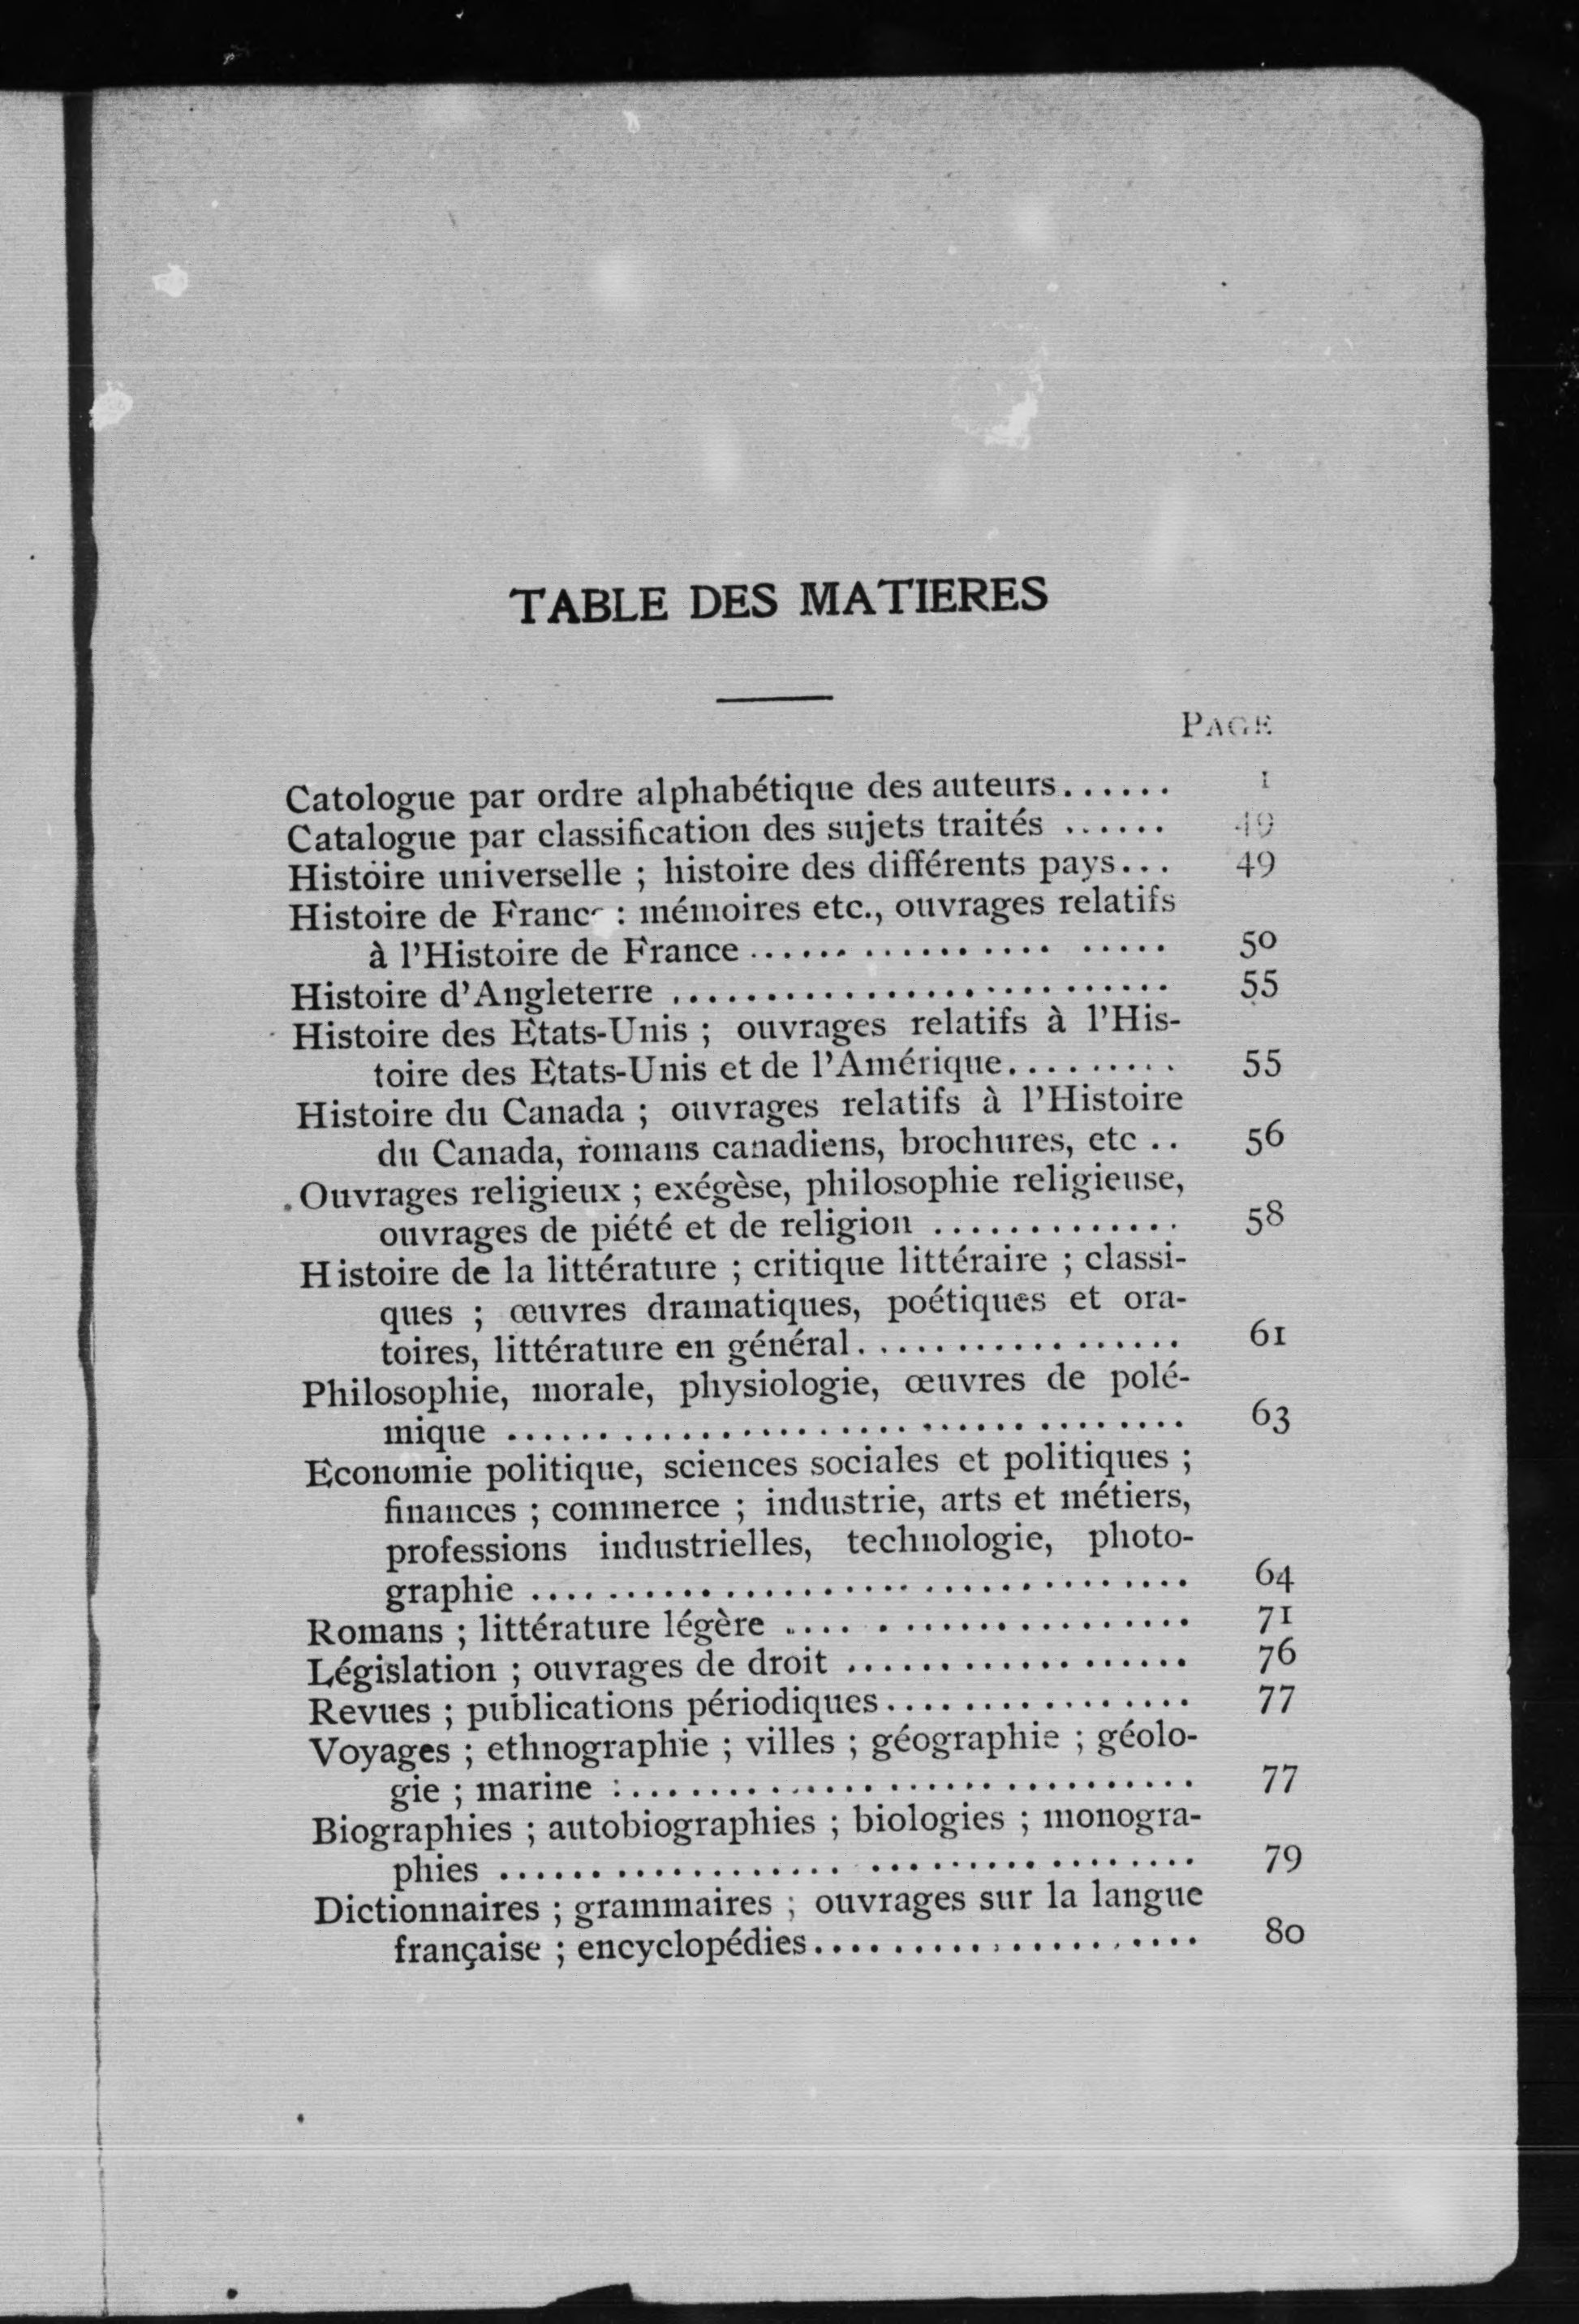 TABLE DES MATIERES
PAGE
Catologue par ordre alphabétique des auteurs...... 1
Catalogue par classification des sujets traités ...... 49
Histoire universelle ; histoire des différents pays... 49
Histoire de France : mémoires etc., ouvrages relatifs
à l'Histoire de France ...... .......... .... ..... 50
Histoire d'Angleterre ............................ 55
Histoire des Etats-Unis ; ouvrages relatifs à l'His-
toire des Etats-Unis et de l'Amérique......... 55
Histoire du Canada ; ouvrages relatifs à l'Histoire
du Canada, romans canadiens, brochures, etc .. 56
Ouvrages religieux ; exégèse, philosophie religieuse,
ouvrages de piété et de religion ............. 58
Histoire de la littérature ; critique littéraire ; classi-
ques ; œuvres dramatiques, poétiques et ora-
toires, littérature en général................. 61
Philosophie, morale, physiologie, œuvres de polé-
mique .................................. 63
Economie politique, sciences sociales et politiques ;
finances ; commerce ; industrie, arts et métiers,
professions industrielles, technologie, photo-
graphie .................................. 64
Romans ; littérature légère ..................... 71
Législation ; ouvrages de droit .................. 76
Revues ; publications périodiques................ 77
Voyages ; ethnographie ; villes ; géographie ; géolo-
gie ; marine :............................. 77
Biographies ; autobiographies ; biologies ; monogra-
phies .................................. 79
Dictionnaires ; grammaires ; ouvrages sur la langue
française ; encyclopédies.................... 80